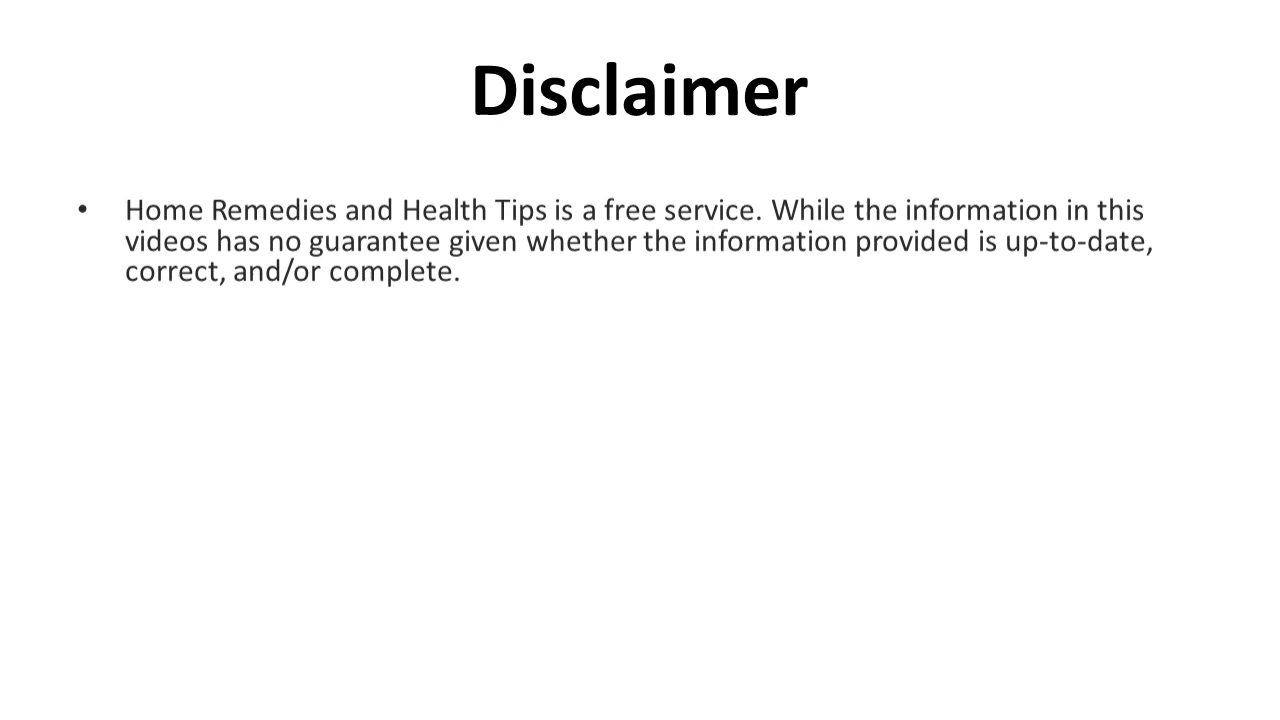 Disclaimer
• Home Remedies and Health Tips is a free service. While the information in this
videos has no guarantee given whether the information provided is up-to-date,
correct, and/or complete.